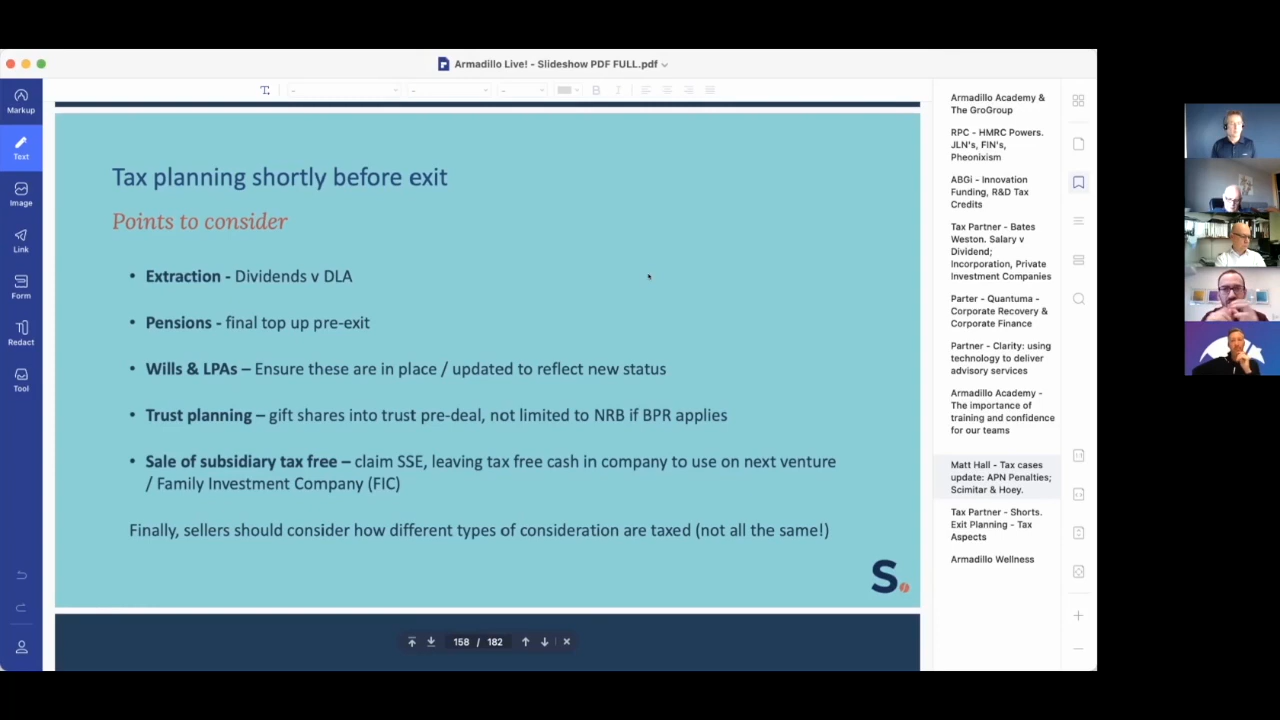 Armadillo Live! - Slideshow PDF FULL.pdf
Markup
Text
Image
Link
Form
Redact
Tool
B
I
Tax planning shortly before exit
Points to consider
• Extraction - Dividends v DLA
• Pensions - final top up pre-exit
• Wills & LPAs – Ensure these are in place / updated to reflect new status
• Trust planning – gift shares into trust pre-deal, not limited to NRB if BPR applies
• Sale of subsidiary tax free – claim SSE, leaving tax free cash in company to use on next venture
/ Family Investment Company (FIC)
Finally, sellers should consider how different types of consideration are taxed (not all the same!)
S.
158 / 182
Armadillo Academy &
The GroGroup
RPC - HMRC Powers.
JLN's, FIN's,
Pheonixism
ABGi - Innovation
Funding, R&D Tax
Credits
Tax Partner - Bates
Weston. Salary v
Dividend;
Incorporation, Private
Investment Companies
Parter - Quantuma -
Corporate Recovery &
Corporate Finance
Partner - Clarity: using
technology to deliver
advisory services
Armadillo Academy -
The importance of
training and confidence
for our teams
Matt Hall - Tax cases
update: APN Penalties;
Scimitar & Hoey.
Tax Partner - Shorts.
Exit Planning - Tax
Aspects
Armadillo Wellness